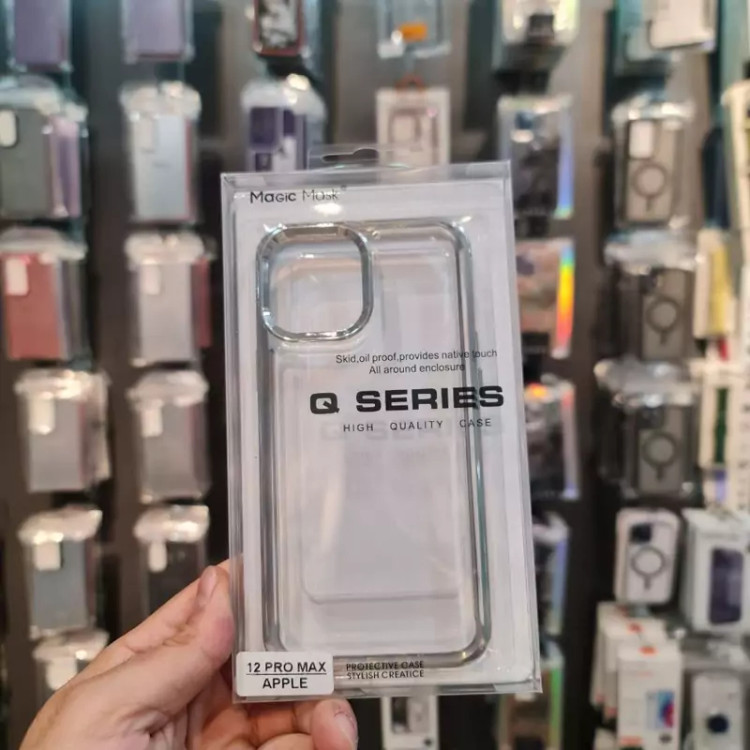 Magic Mask
Skid,oil proof,provides native touch
All around enclosure
Q SERIES
HIGH QUALITY CASE
12 PRO MAX
APPLE
PROTECTIVE CASE
STYLISH CREATICE